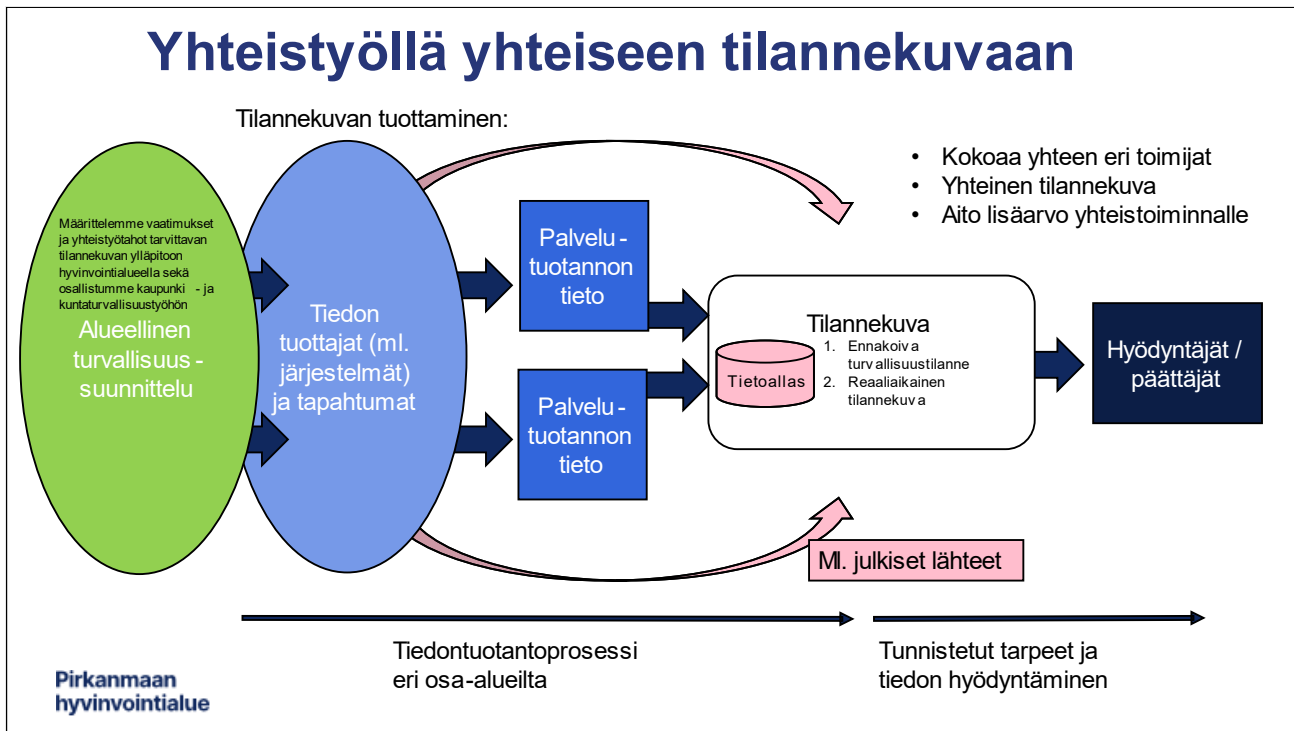 Yhteistyöllä yhteiseen tilannekuvaan
Tilannekuvan tuottaminen:
• Kokoaa yhteen eri toimijat
• Yhteinen tilannekuva
• Aito lisäarvo yhteistoiminnalle
Määrittelemme vaatimukset
ja yhteistyötahot tarvittavan
tilannekuvan ylläpitoon
hyvinvointialueella sekä
osallistumme kaupunki - ja
kuntaturvallisuustyöhön
Alueellinen
turvallisuus -
suunnittelu
Tiedon
tuottajat (ml.
järjestelmät)
ja tapahtumat
Palvelu -
tuotannon
tieto
Palvelu -
tuotannon
tieto
Tilannekuva
Tietoallas
1. Ennakoiva
turvallisuustilanne
2. Reaaliaikainen
tilannekuva
Hyödyntäjät /
päättäjät
Ml. julkiset lähteet
Tiedontuotantoprosessi
eri osa-alueilta
Tunnistetut tarpeet ja
tiedon hyödyntäminen
Pirkanmaan
hyvinvointialue